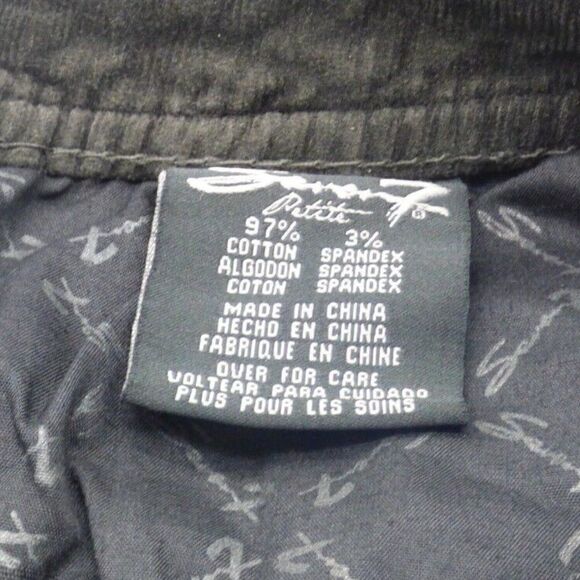 Seven7
Petite
97% 3%
COTTON SPANDEX
ALGODON SPANDEX
COTON SPANDEX
MADE IN CHINA
HECHO EN CHINA
FABRIQUE EN CHINE
OVER FOR CARE
VOLTEAR PARA CUIDADO
PLUS POUR LES SOINS